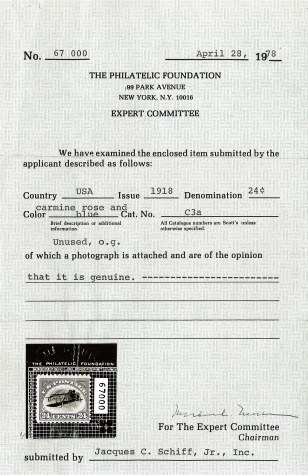 No. 67 000 April 28, 1978
THE PHILATELIC FOUNDATION
99 PARK AVENUE
NEW YORK, N.Y. 10016
EXPERT COMMITTEE
We have examined the enclosed item submitted by the
applicant described as follows:
Country USA Issue 1918 Denomination 24¢
Color carmine rose and blue Cat. No. C3a
Brief description or additional information
All Catalogue numbers are Scott's unless otherwise specified.
Unused, o.g.
of which a photograph is attached and are of the opinion
that it is genuine. ------------------------
THE PHILATELIC FOUNDATION
U.S. POSTAGE
24 CENTS 24
67000
For The Expert Committee
Chairman
submitted by Jacques C. Schiff, Jr., Inc.